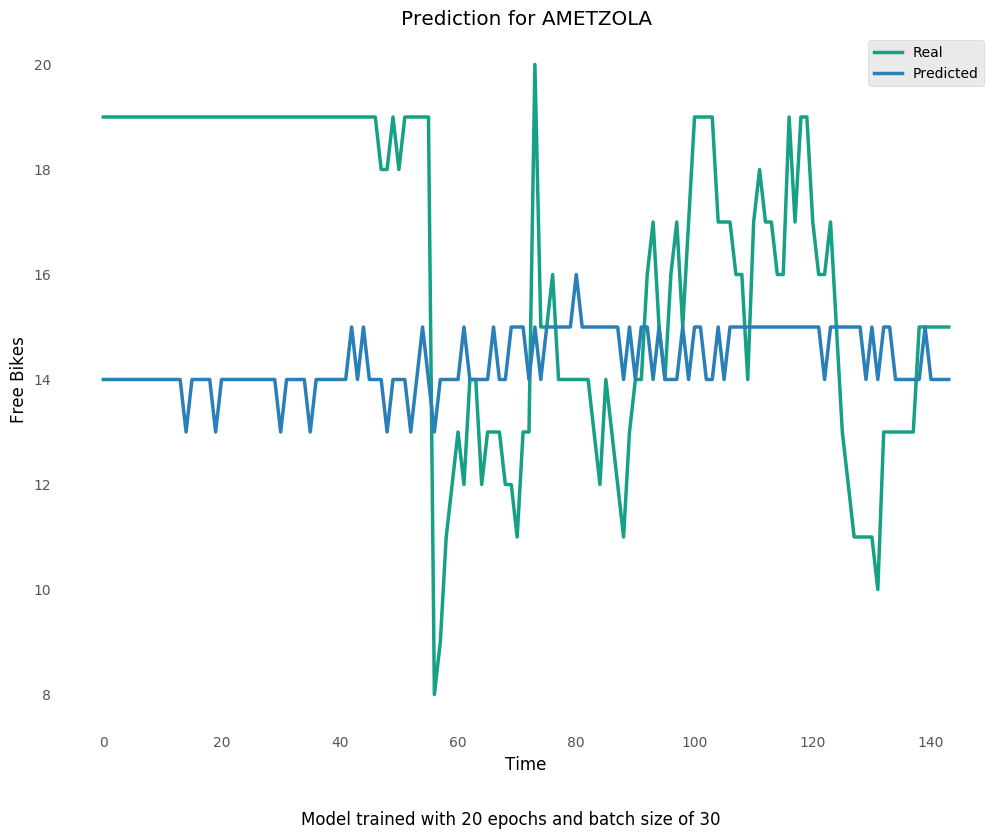 Prediction for AMETZOLA
Real
Predicted
Free Bikes
20
18
16
14
12
10
8
0 20 40 60 80 100 120 140
Time
Model trained with 20 epochs and batch size of 30